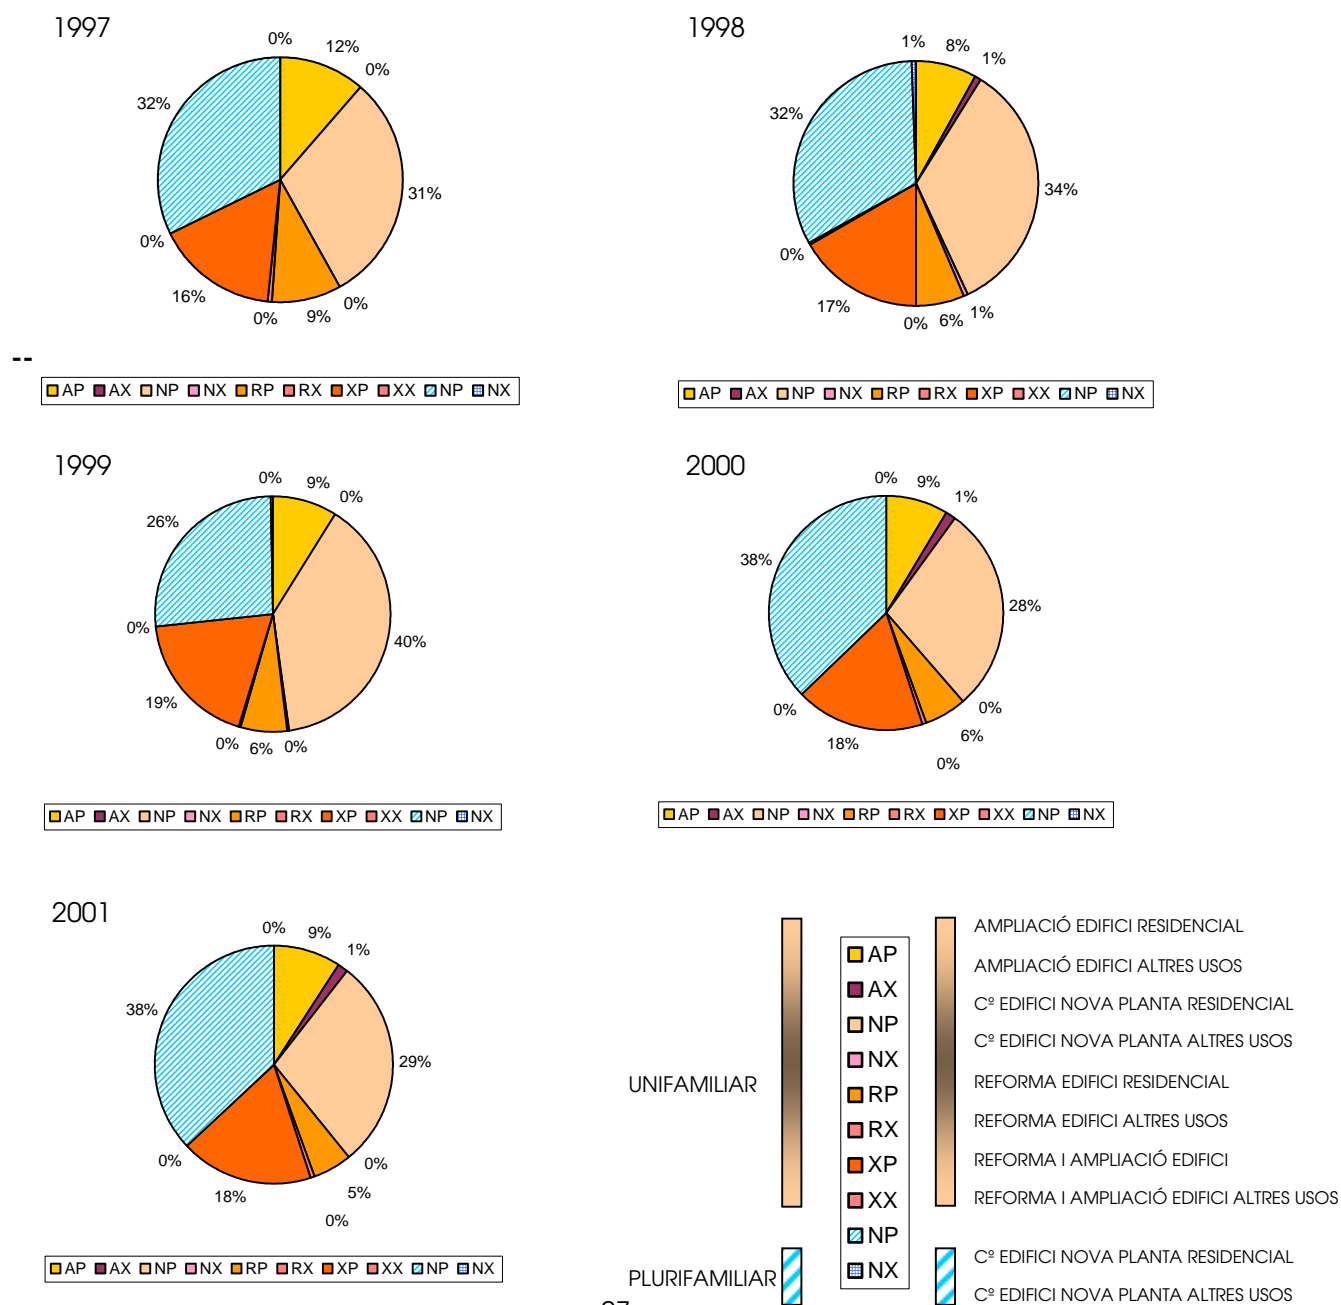 1997
0%
12%
0%
31%
0%
9%
0%
16%
0%
32%
AP AX NP NX RP RX XP XX NP NX
1998
1%
8%
1%
34%
1%
6%
0%
17%
0%
32%
AP AX NP NX RP RX XP XX NP NX
--
1999
0%
9%
0%
40%
0%
6%
0%
19%
0%
26%
AP AX NP NX RP RX XP XX NP NX
2000
0%
9%
1%
28%
0%
6%
0%
18%
0%
38%
AP AX NP NX RP RX XP XX NP NX
2001
0%
9%
1%
29%
0%
5%
0%
18%
0%
38%
AP AX NP NX RP RX XP XX NP NX
UNIFAMILIAR
PLURIFAMILIAR
AP
AX
NP
NX
RP
RX
XP
XX
NP
NX
AMPLIACIÓ EDIFICI RESIDENCIAL
AMPLIACIÓ EDIFICI ALTRES USOS
Cº EDIFICI NOVA PLANTA RESIDENCIAL
Cº EDIFICI NOVA PLANTA ALTRES USOS
REFORMA EDIFICI RESIDENCIAL
REFORMA EDIFICI ALTRES USOS
REFORMA I AMPLIACIÓ EDIFICI
REFORMA I AMPLIACIÓ EDIFICI ALTRES USOS
Cº EDIFICI NOVA PLANTA RESIDENCIAL
Cº EDIFICI NOVA PLANTA ALTRES USOS